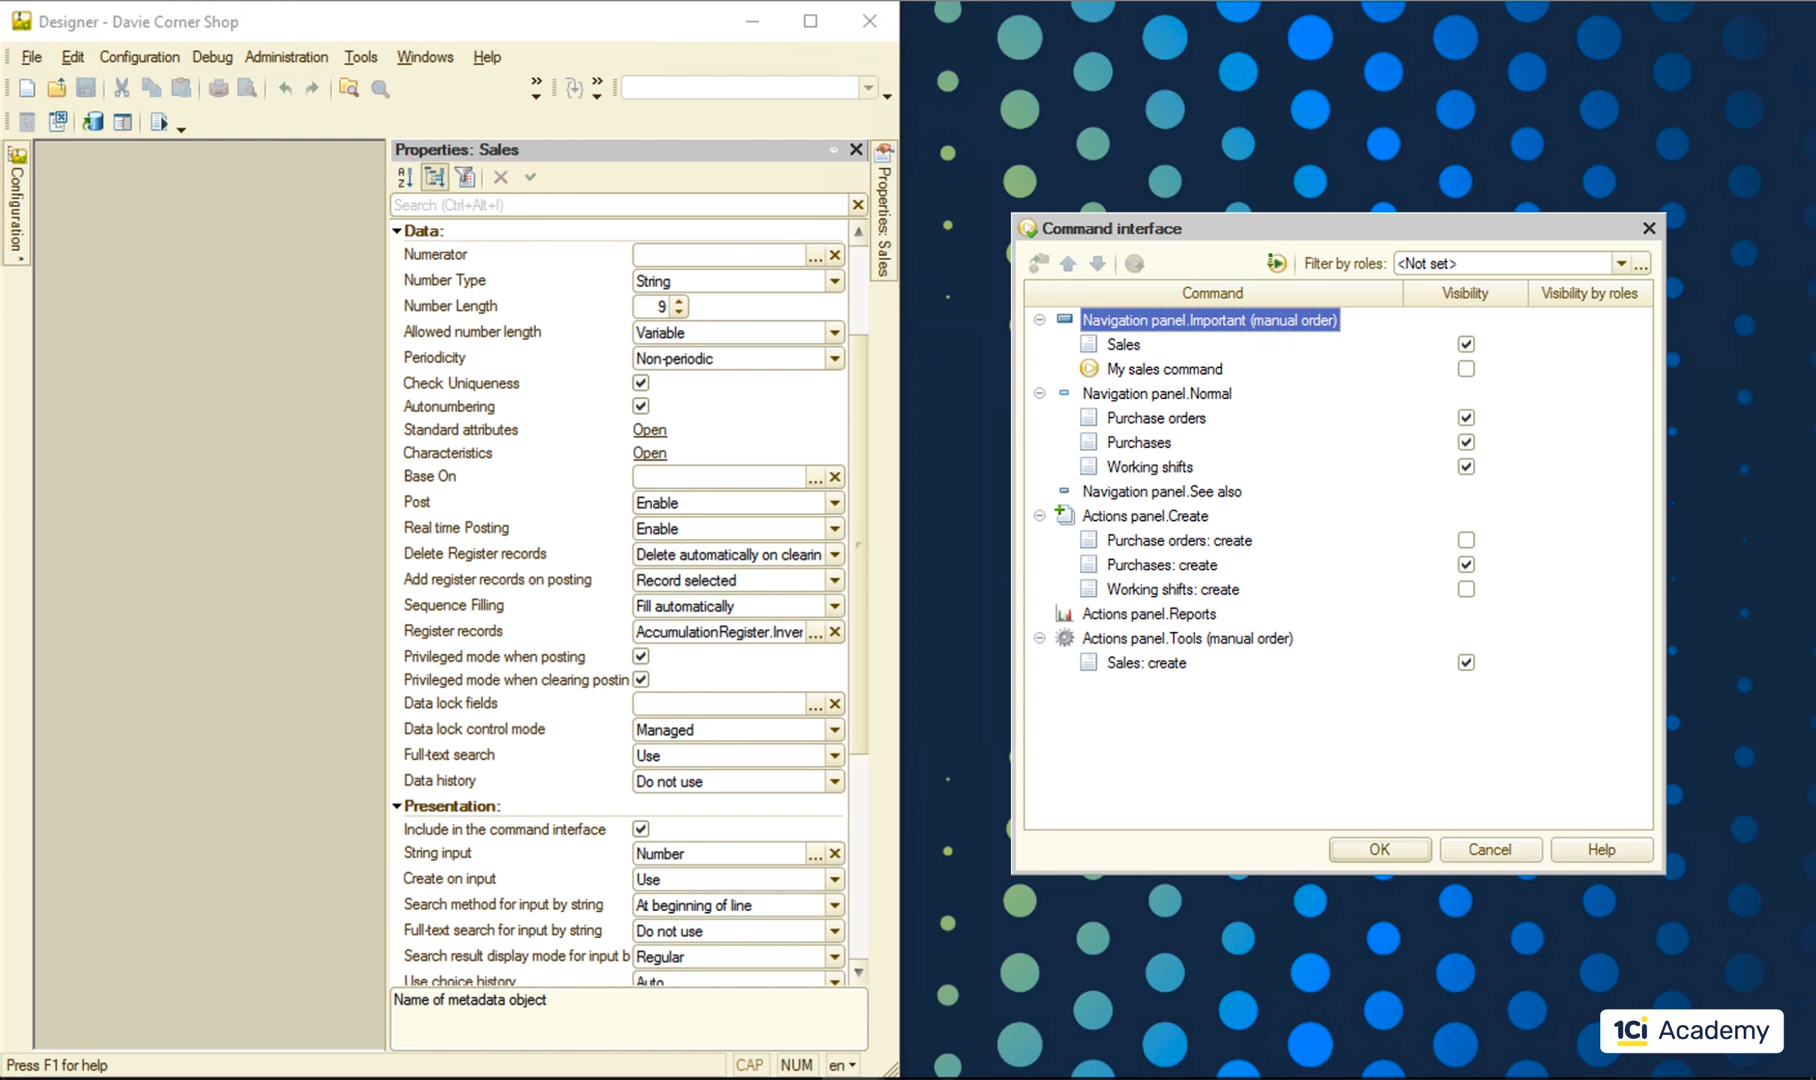 Designer - Davie Corner Shop
File Edit Configuration Debug Administration Tools Windows Help
Configuration
Properties: Sales
Properties: Sales
Search (Ctrl+Alt+I)
Data:
Numerator
Number Type String
Number Length 9
Allowed number length Variable
Periodicity Non-periodic
Check Uniqueness
Autonumbering
Standard attributes Open
Characteristics Open
Base On
Post Enable
Real time Posting Enable
Delete Register records Delete automatically on clearin
Add register records on posting Record selected
Sequence Filling Fill automatically
Register records AccumulationRegister.Inver
Privileged mode when posting
Privileged mode when clearing postin
Data lock fields
Data lock control mode Managed
Full-text search Use
Data history Do not use
Presentation:
Include in the command interface
String input Number
Create on input Use
Search method for input by string At beginning of line
Full-text search for input by string Do not use
Search result display mode for input b Regular
Use choice history Auto
Name of metadata object
Press F1 for help CAP NUM en
Command interface
Filter by roles: <Not set>
Command Visibility Visibility by roles
Navigation panel.Important (manual order)
Sales
My sales command
Navigation panel.Normal
Purchase orders
Purchases
Working shifts
Navigation panel.See also
Actions panel.Create
Purchase orders: create
Purchases: create
Working shifts: create
Actions panel.Reports
Actions panel.Tools (manual order)
Sales: create
OK Cancel Help
1Ci Academy